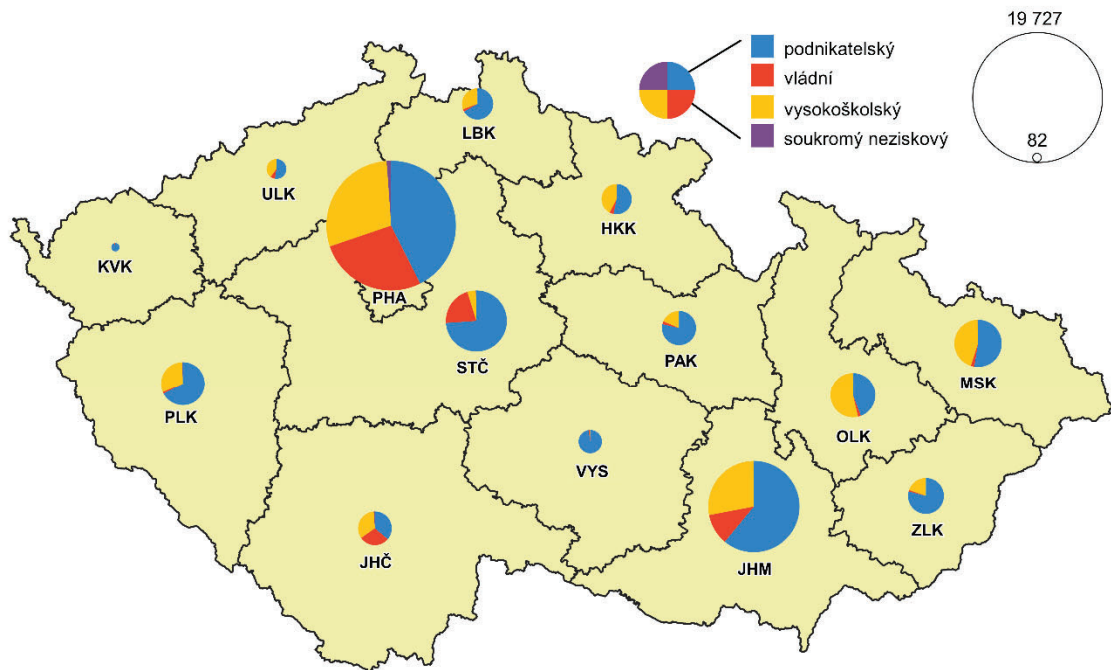 19 727
podnikatelský
vládní
vysokoškolský
soukromý neziskový
82
LBK
ULK
HKK
KVK
PHA
STČ
PAK
MSK
PLK
OLK
VYS
ZLK
JHČ
JHM